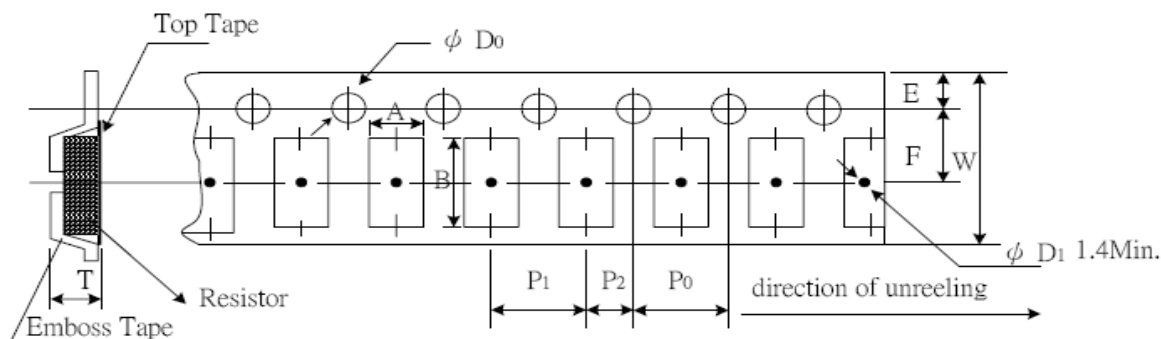 Top Tape
ϕ D0
A
E
F
W
B
ϕ D1 1.4Min.
T
Resistor
P1
P2
P0
direction of unreeling
Emboss Tape